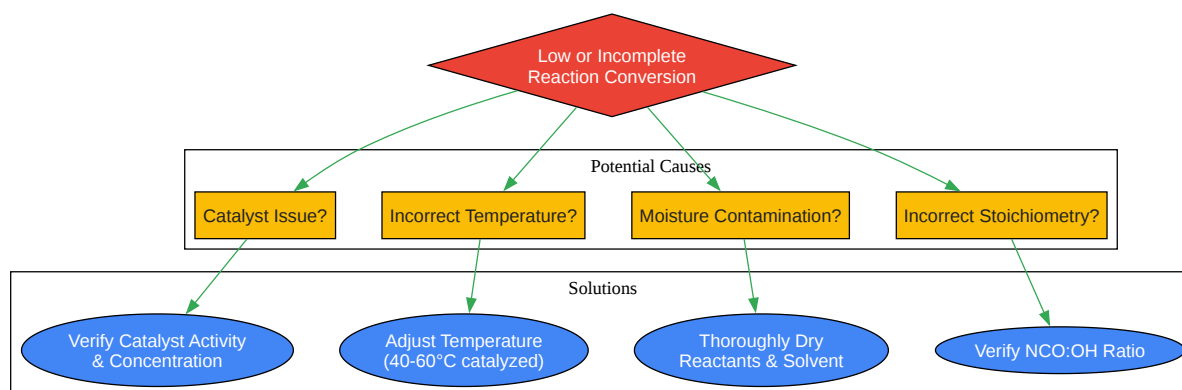 Low or Incomplete
Reaction Conversion
Potential Causes
Catalyst Issue?
Incorrect Temperature?
Moisture Contamination?
Incorrect Stoichiometry?
Solutions
Verify Catalyst Activity
& Concentration
Adjust Temperature
(40-60°C catalyzed)
Thoroughly Dry
Reactants & Solvent
Verify NCO:OH Ratio